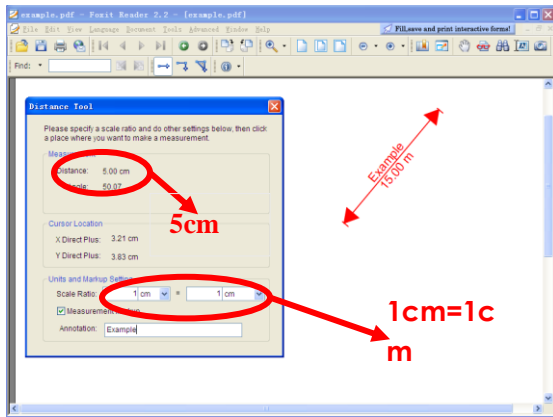 example.pdf - Foxit Reader 2.2 - [example.pdf]
File Edit View Language Document Tools Advanced Window Help
Fill,save and print interactive forms!
Find:
Distance Tool
Please specify a scale ratio and do other settings below, then click
a place where you want to make a measurement.
Measurement
Distance: 5.00 cm
Angle: 50.07
5cm
Cursor Location
X Direct Plus: 3.21 cm
Y Direct Plus: 3.83 cm
Units and Markup Setting
Scale Ratio: 1 cm = 1 cm
Measurement Markup
Annotation: Example
Example
15.00 m
1cm=1c
m